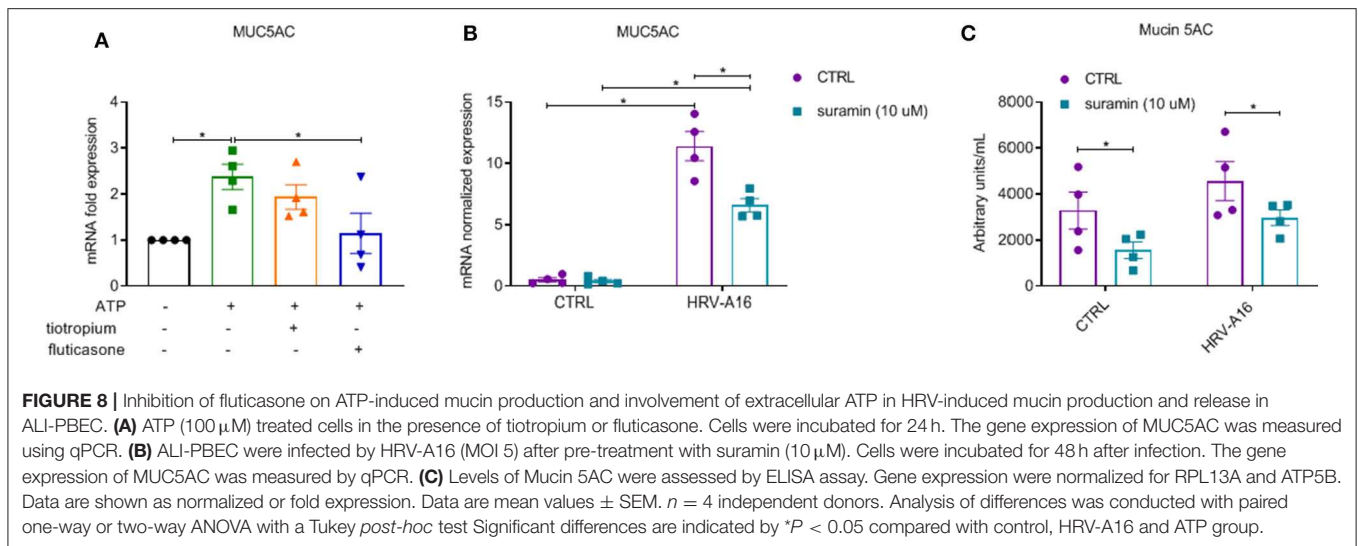 A
MUC5AC
mRNA fold expression
4
3
2
1
0
*
*
ATP - + + +
tiotropium - - + -
fluticasone - - - +
B
MUC5AC
CTRL
suramin (10 uM)
*
*
*
mRNA normalized expression
15
10
5
0
CTRL HRV-A16
C
Mucin 5AC
CTRL
suramin (10 uM)
Arbitrary units/mL
8000
6000
4000
2000
0
*
*
CTRL
HRV-A16
FIGURE 8 | Inhibition of fluticasone on ATP-induced mucin production and involvement of extracellular ATP in HRV-induced mucin production and release in
ALI-PBEC. (A) ATP (100 μM) treated cells in the presence of tiotropium or fluticasone. Cells were incubated for 24 h. The gene expression of MUC5AC was measured
using qPCR. (B) ALI-PBEC were infected by HRV-A16 (MOI 5) after pre-treatment with suramin (10 μM). Cells were incubated for 48 h after infection. The gene
expression of MUC5AC was measured by qPCR. (C) Levels of Mucin 5AC were assessed by ELISA assay. Gene expression were normalized for RPL13A and ATP5B.
Data are shown as normalized or fold expression. Data are mean values ± SEM. n = 4 independent donors. Analysis of differences was conducted with paired
one-way or two-way ANOVA with a Tukey post-hoc test Significant differences are indicated by *P < 0.05 compared with control, HRV-A16 and ATP group.